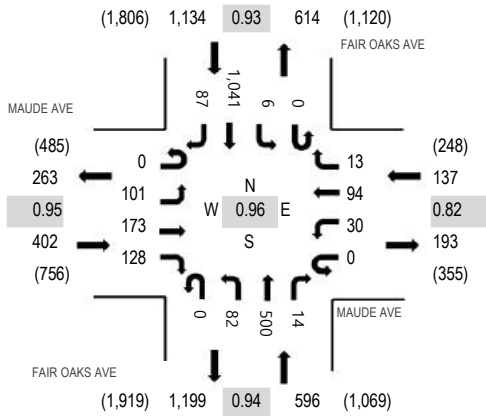 (1,806) 1,134 0.93 614 (1,120)
FAIR OAKS AVE
87 1,041 6 0
MAUDE AVE
(485)
263
0.95
402
(756)
0
101
173
128
N
W 0.96 E
S
13
94
30
0
(248)
137
0.82
193
(355)
0 82 500 14
MAUDE AVE
FAIR OAKS AVE
(1,919) 1,199 0.94 596 (1,069)